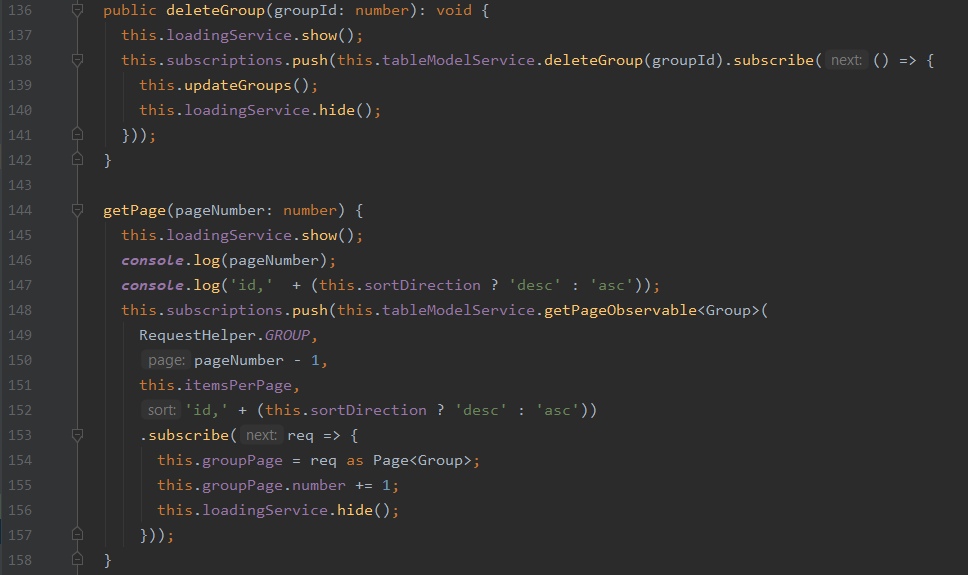 136 public deleteGroup(groupId: number): void {
137 this.loadingService.show();
138 this.subscriptions.push(this.tableModelService.deleteGroup(groupId).subscribe( next: () => {
139 this.updateGroups();
140 this.loadingService.hide();
141 }));
142 }
143
144 getPage(pageNumber: number) {
145 this.loadingService.show();
146 console.log(pageNumber);
147 console.log('id,'  + (this.sortDirection ? 'desc' : 'asc'));
148 this.subscriptions.push(this.tableModelService.getPageObservable<Group>(
149 RequestHelper.GROUP,
150 page: pageNumber - 1,
151 this.itemsPerPage,
152 sort: 'id,' + (this.sortDirection ? 'desc' : 'asc'))
153 .subscribe( next: req => {
154 this.groupPage = req as Page<Group>;
155 this.groupPage.number += 1;
156 this.loadingService.hide();
157 }));
158 }